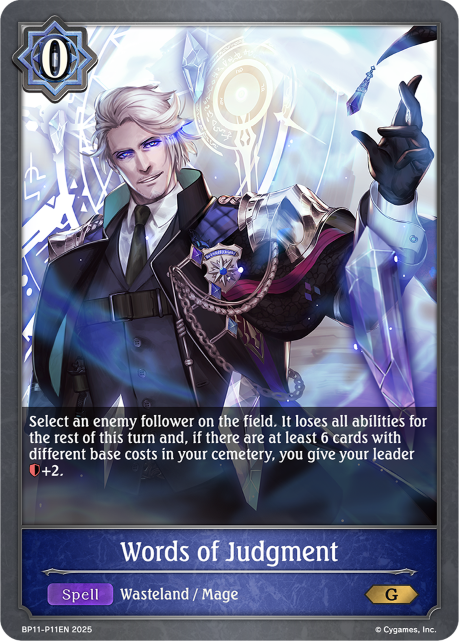 0
Select an enemy follower on the field. It loses all abilities for
the rest of this turn and, if there are at least 6 cards with
different base costs in your cemetery, you give your leader
+2.
Words of Judgment
Spell Wasteland / Mage G
BP11-P11EN 2025 © Cygames, Inc.